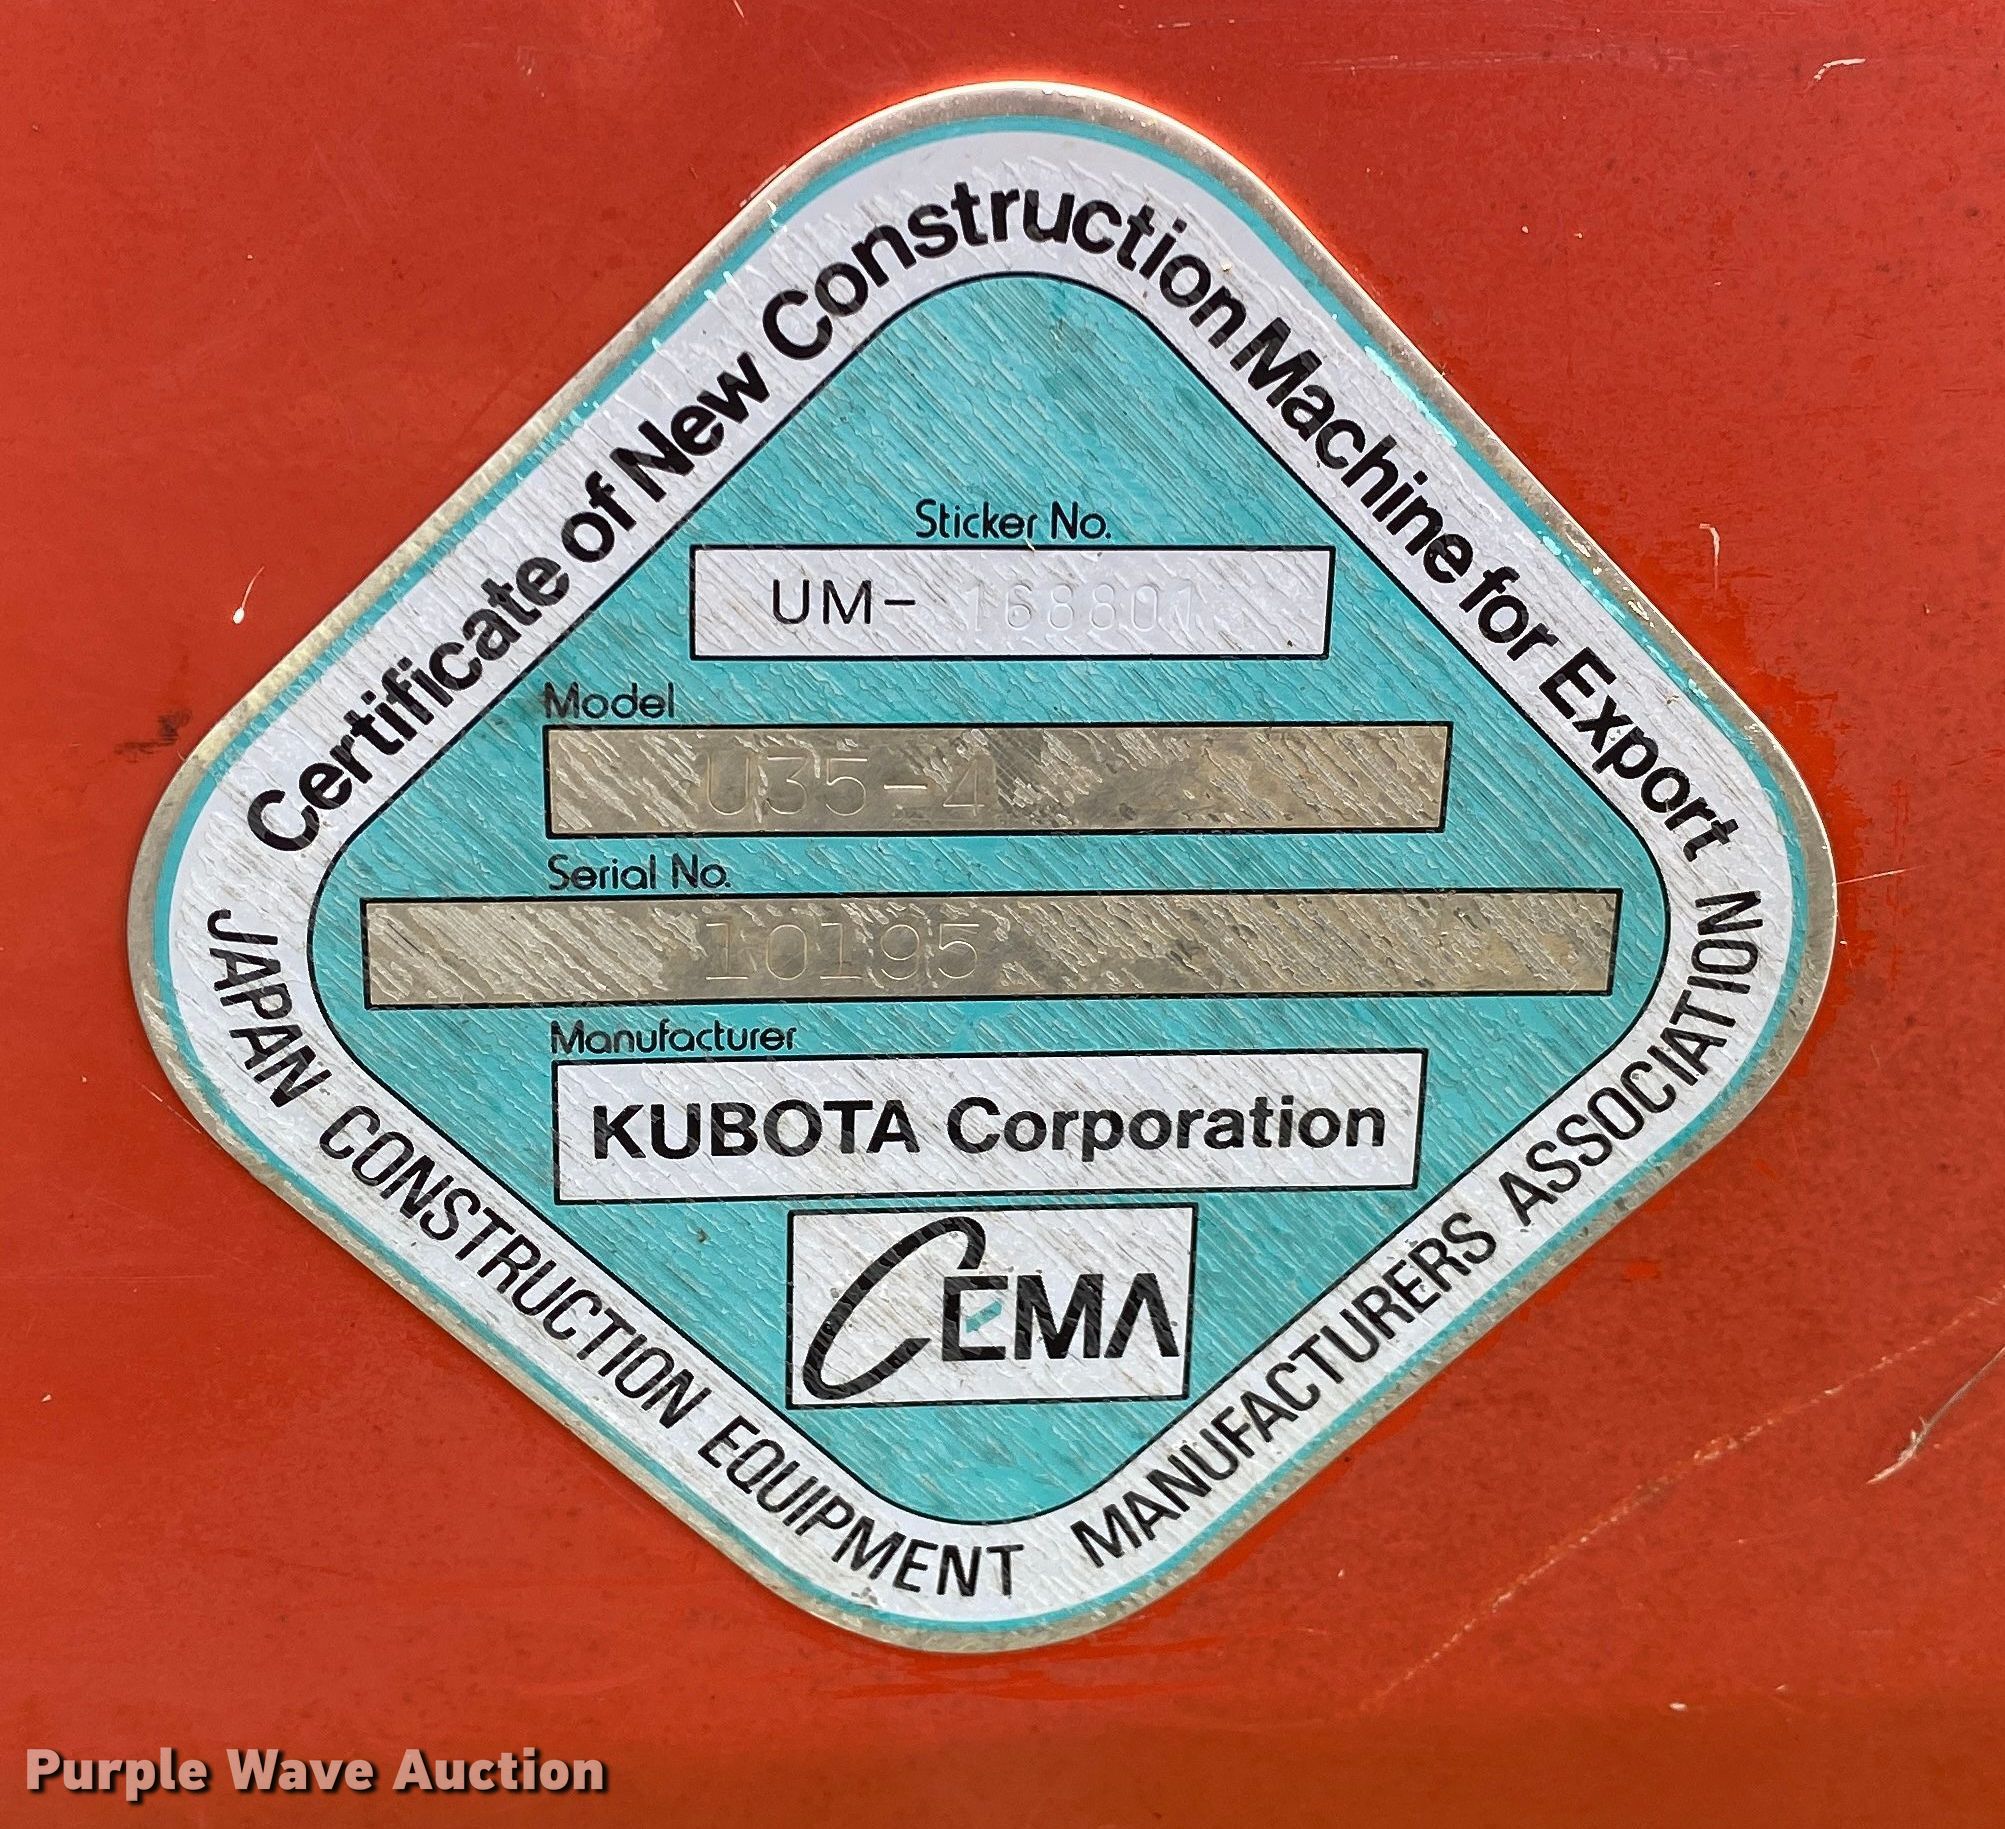 Certificate of New Construction Machine for Export
Sticker No.
UM- 168801
Model
U35-4
Serial No.
10195
Manufacturer
KUBOTA Corporation
CEMA
JAPAN CONSTRUCTION EQUIPMENT MANUFACTURERS ASSOCIATION
Purple Wave Auction